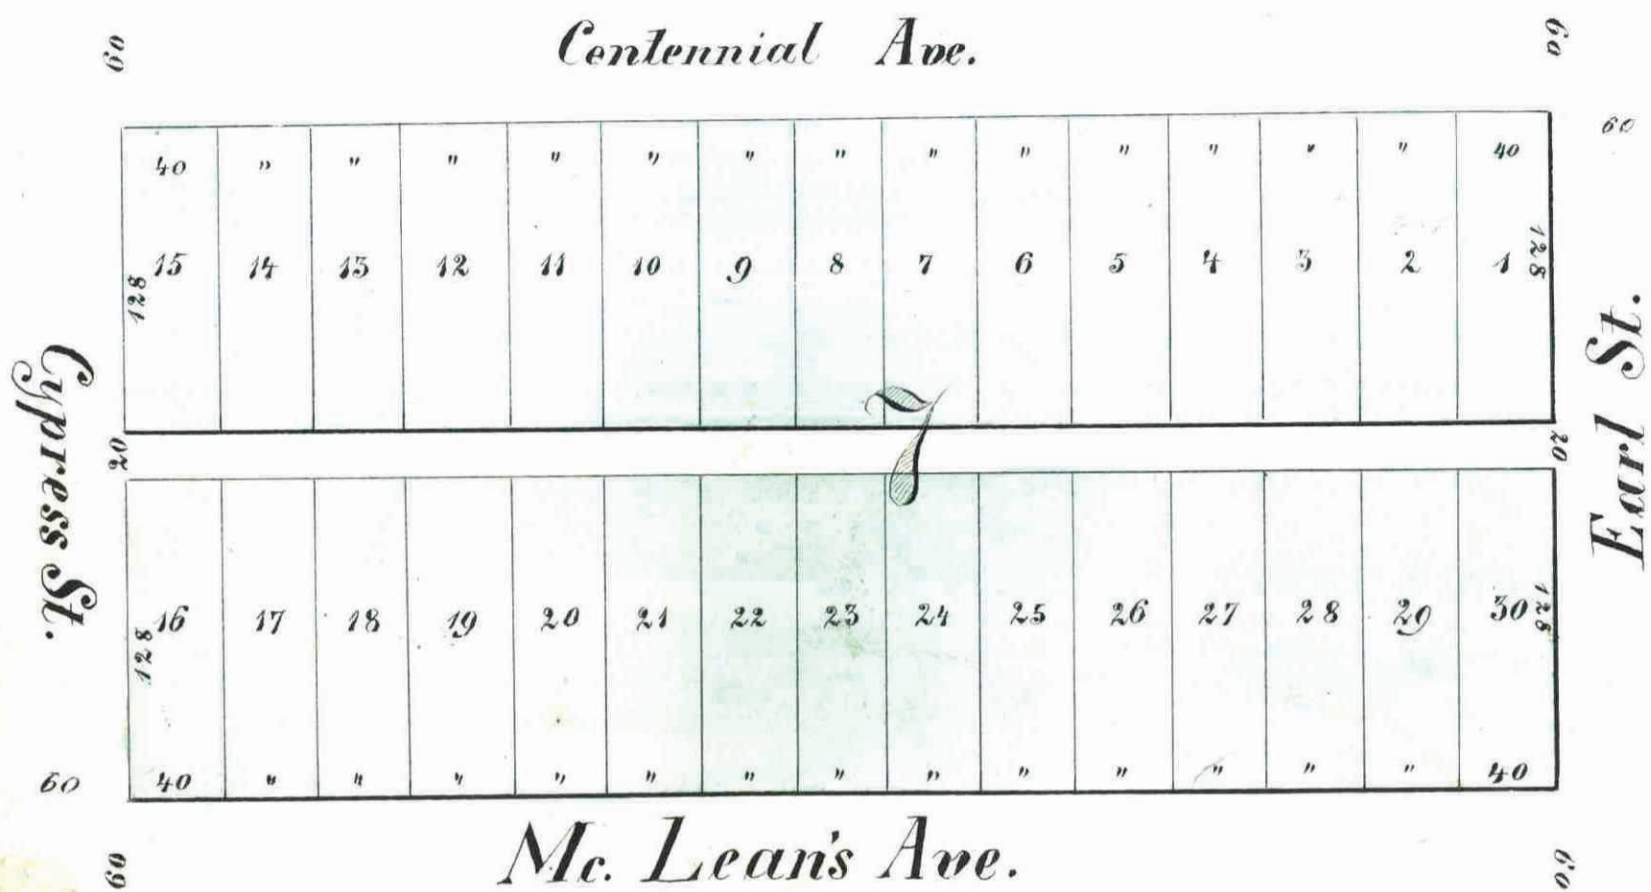 60 Centennial Ave. 60
60
40 " " " " " " " " " " " " " 40
128 15 14 13 12 11 10 9 8 7 6 5 4 3 2 1 128
Cypress St.
Earl St.
20 7 20
128 16 17 18 19 20 21 22 23 24 25 26 27 28 29 30 128
60 40 " " " " " " " " " " " " " 40
60 Mc. Lean's Ave. 60